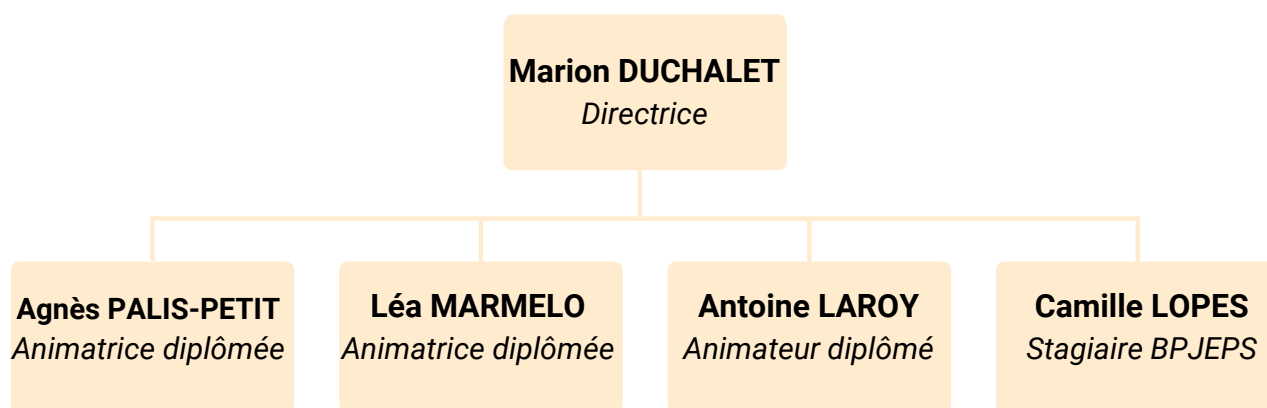 Marion DUCHALET
Directrice
Agnès PALIS-PETIT
Animatrice diplômée
Léa MARMELO
Animatrice diplômée
Antoine LAROY
Animateur diplômé
Camille LOPES
Stagiaire BPJEPS